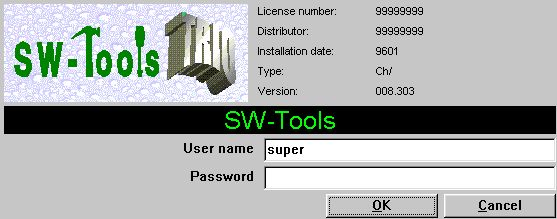 SW-Tools TRIO
License number: 99999999
Distributor: 99999999
Installation date: 9601
Type: Ch/
Version: 008.303
SW-Tools
User name super
Password
OK Cancel